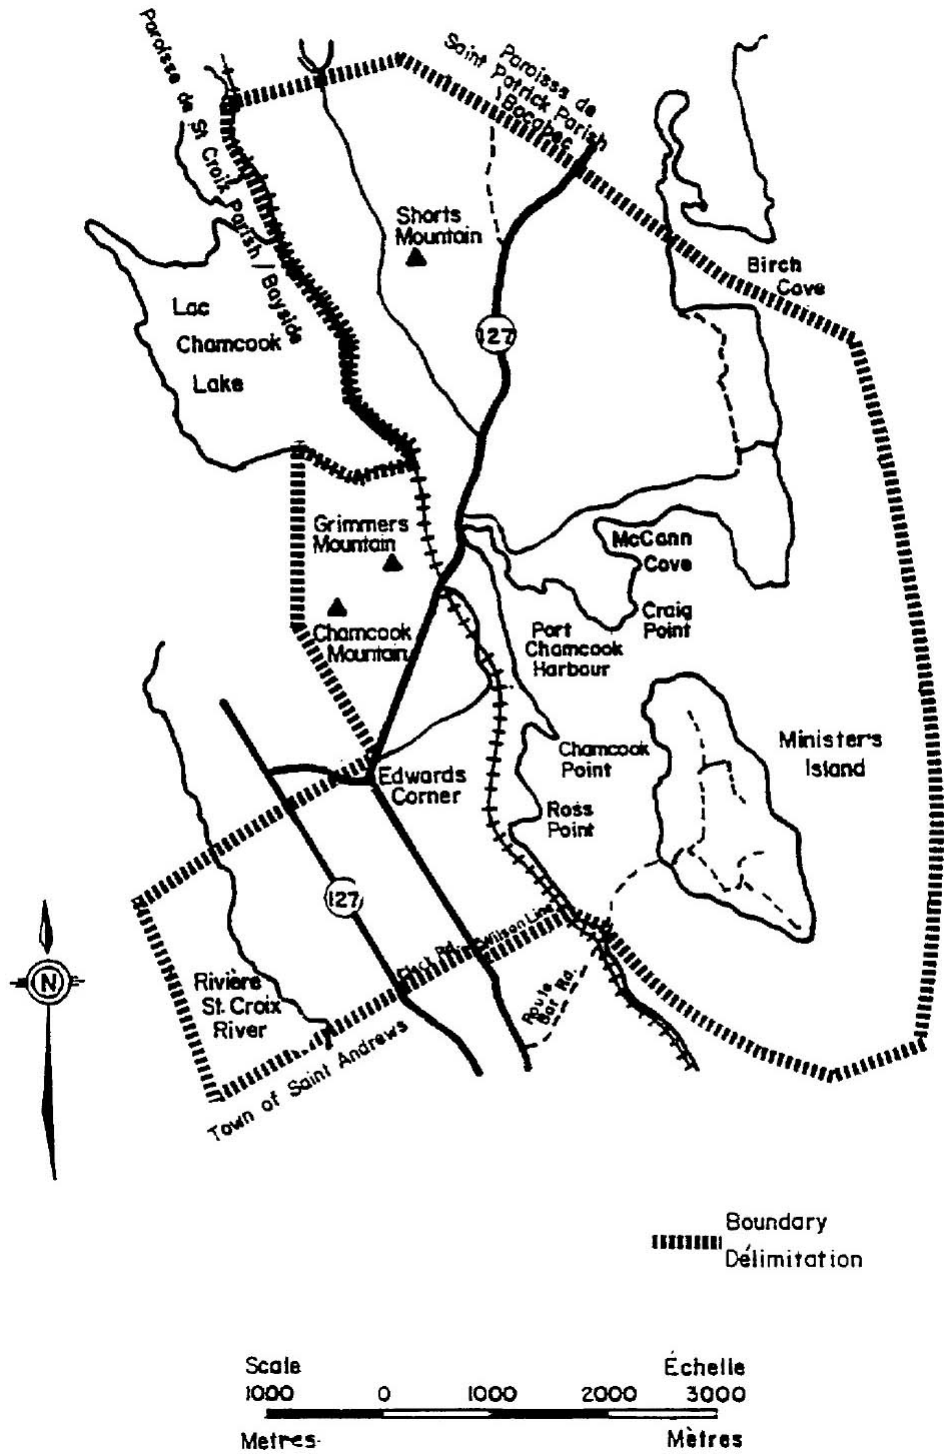 Paroisse de
St Croix Parish / Bayside
Paroisse de
Saint Patrick Parish
Bocabec
Shorts
Mountain
Birch
Cove
Lac
Chamcook
Lake
127
Grimmers
Mountain
McCann
Cove
Chamcook
Mountain
Craig
Point
Port
Chamcook
Harbour
Minister's
Island
Chamcook
Point
Edwards
Corner
Ross
Point
127
Wilson Line
Rivière
St. Croix
River
Route
Bar Rd.
N
Town of Saint Andrews
Boundary
Délimitation
Scale
Échelle
1000 0 1000 2000 3000
Metres
Mètres